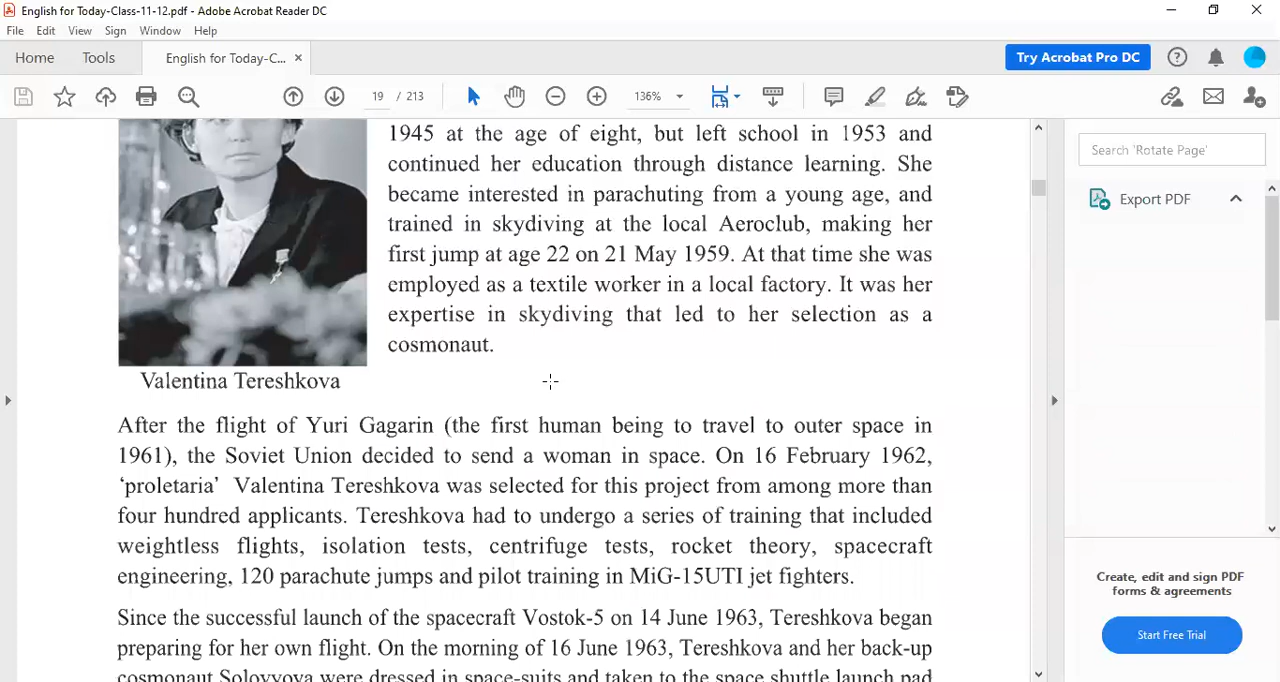 English for Today-Class-11-12.pdf - Adobe Acrobat Reader DC
File Edit View Sign Window Help
Home Tools English for Today-C... × Try Acrobat Pro DC
19 / 213 136%
1945 at the age of eight, but left school in 1953 and
continued her education through distance learning. She
became interested in parachuting from a young age, and
trained in skydiving at the local Aeroclub, making her
first jump at age 22 on 21 May 1959. At that time she was
employed as a textile worker in a local factory. It was her
expertise in skydiving that led to her selection as a
cosmonaut.
Valentina Tereshkova
After the flight of Yuri Gagarin (the first human being to travel to outer space in
1961), the Soviet Union decided to send a woman in space. On 16 February 1962,
‘proletaria’ Valentina Tereshkova was selected for this project from among more than
four hundred applicants. Tereshkova had to undergo a series of training that included
weightless flights, isolation tests, centrifuge tests, rocket theory, spacecraft
engineering, 120 parachute jumps and pilot training in MiG-15UTI jet fighters.
Since the successful launch of the spacecraft Vostok-5 on 14 June 1963, Tereshkova began
preparing for her own flight. On the morning of 16 June 1963, Tereshkova and her back-up
cosmonaut Solovyova were dressed in space-suits and taken to the space shuttle launch pad
Search 'Rotate Page'
Export PDF
Create, edit and sign PDF
forms & agreements
Start Free Trial